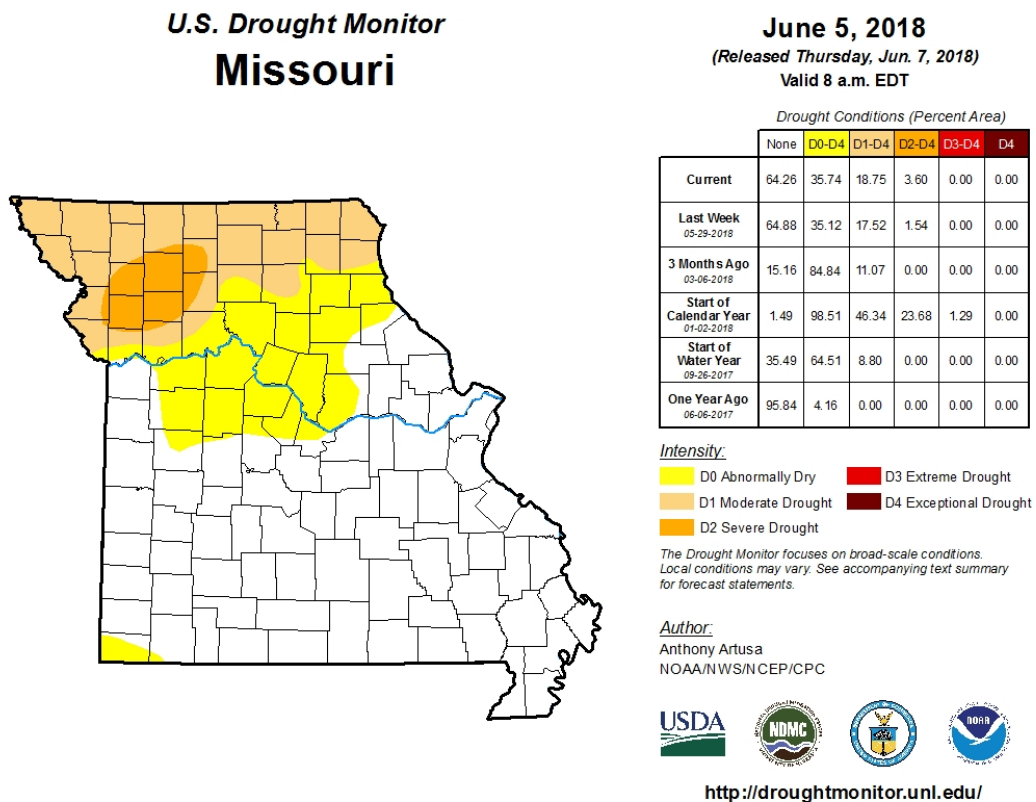 U.S. Drought Monitor
Missouri
June 5, 2018
(Released Thursday, Jun. 7, 2018)
Valid 8 a.m. EDT
Drought Conditions (Percent Area)
None D0-D4 D1-D4 D2-D4 D3-D4 D4
Current 64.26 35.74 18.75 3.60 0.00 0.00
Last Week
05-29-2018 64.88 35.12 17.52 1.54 0.00 0.00
3 Months Ago
03-06-2018 15.16 84.84 11.07 0.00 0.00 0.00
Start of
Calendar Year
01-02-2018 1.49 98.51 46.34 23.68 1.29 0.00
Start of
Water Year
09-26-2017 35.49 64.51 8.80 0.00 0.00 0.00
One Year Ago
06-06-2017 95.84 4.16 0.00 0.00 0.00 0.00
Intensity:
D0 Abnormally Dry D3 Extreme Drought
D1 Moderate Drought D4 Exceptional Drought
D2 Severe Drought
The Drought Monitor focuses on broad-scale conditions.
Local conditions may vary. See accompanying text summary
for forecast statements.
Author:
Anthony Artusa
NOAA/NWS/NCEP/CPC
USDA NDMC NOAA
http://droughtmonitor.unl.edu/